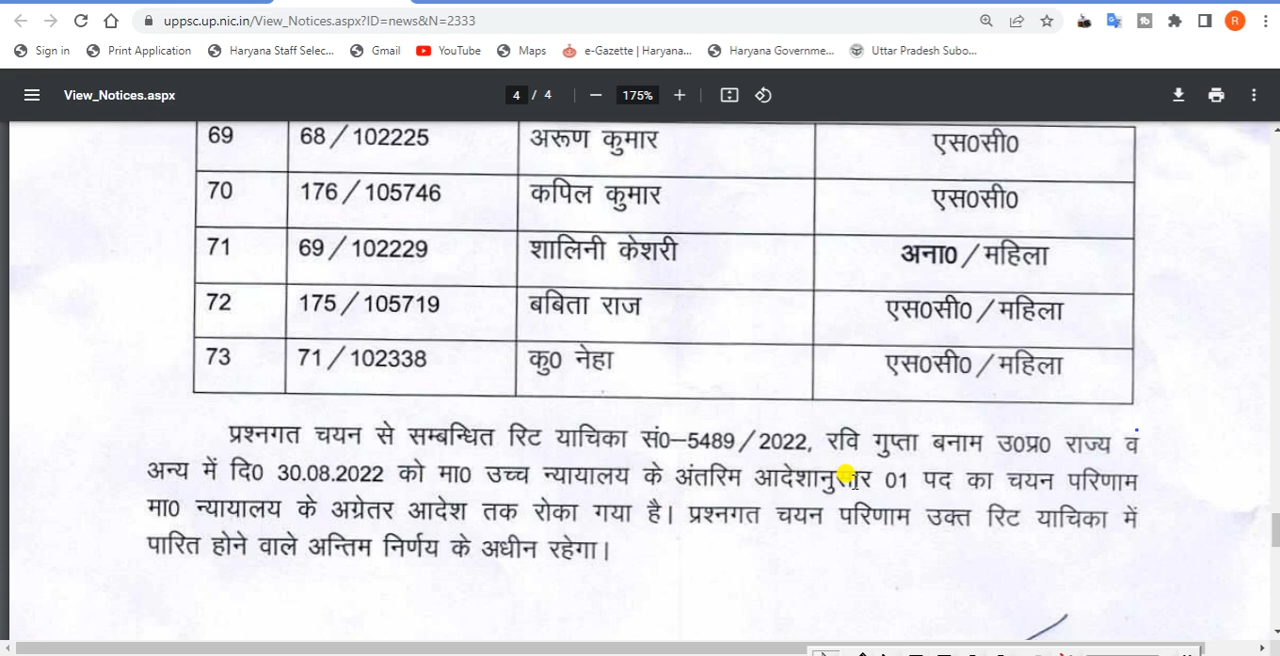 uppsc.up.nic.in/View_Notices.aspx?ID=news&N=2333
Sign in Print Application Haryana Staff Selec... Gmail YouTube Maps e-Gazette | Haryana... Haryana Governme... Uttar Pradesh Subo...
View_Notices.aspx 4 / 4 175%
69 68/102225 अरूण कुमार एस0सी0
70 176/105746 कपिल कुमार एस0सी0
71 69/102229 शालिनी केशरी अना0/महिला
72 175/105719 बबिता राज एस0सी0/महिला
73 71/102338 कु0 नेहा एस0सी0/महिला
प्रश्नगत चयन से सम्बन्धित रिट याचिका सं0–5489/2022, रवि गुप्ता बनाम उ0प्र0 राज्य व
अन्य में दि0 30.08.2022 को मा0 उच्च न्यायालय के अंतरिम आदेशानुसार 01 पद का चयन परिणाम
मा0 न्यायालय के अग्रेतर आदेश तक रोका गया है। प्रश्नगत चयन परिणाम उक्त रिट याचिका में
पारित होने वाले अन्तिम निर्णय के अधीन रहेगा।